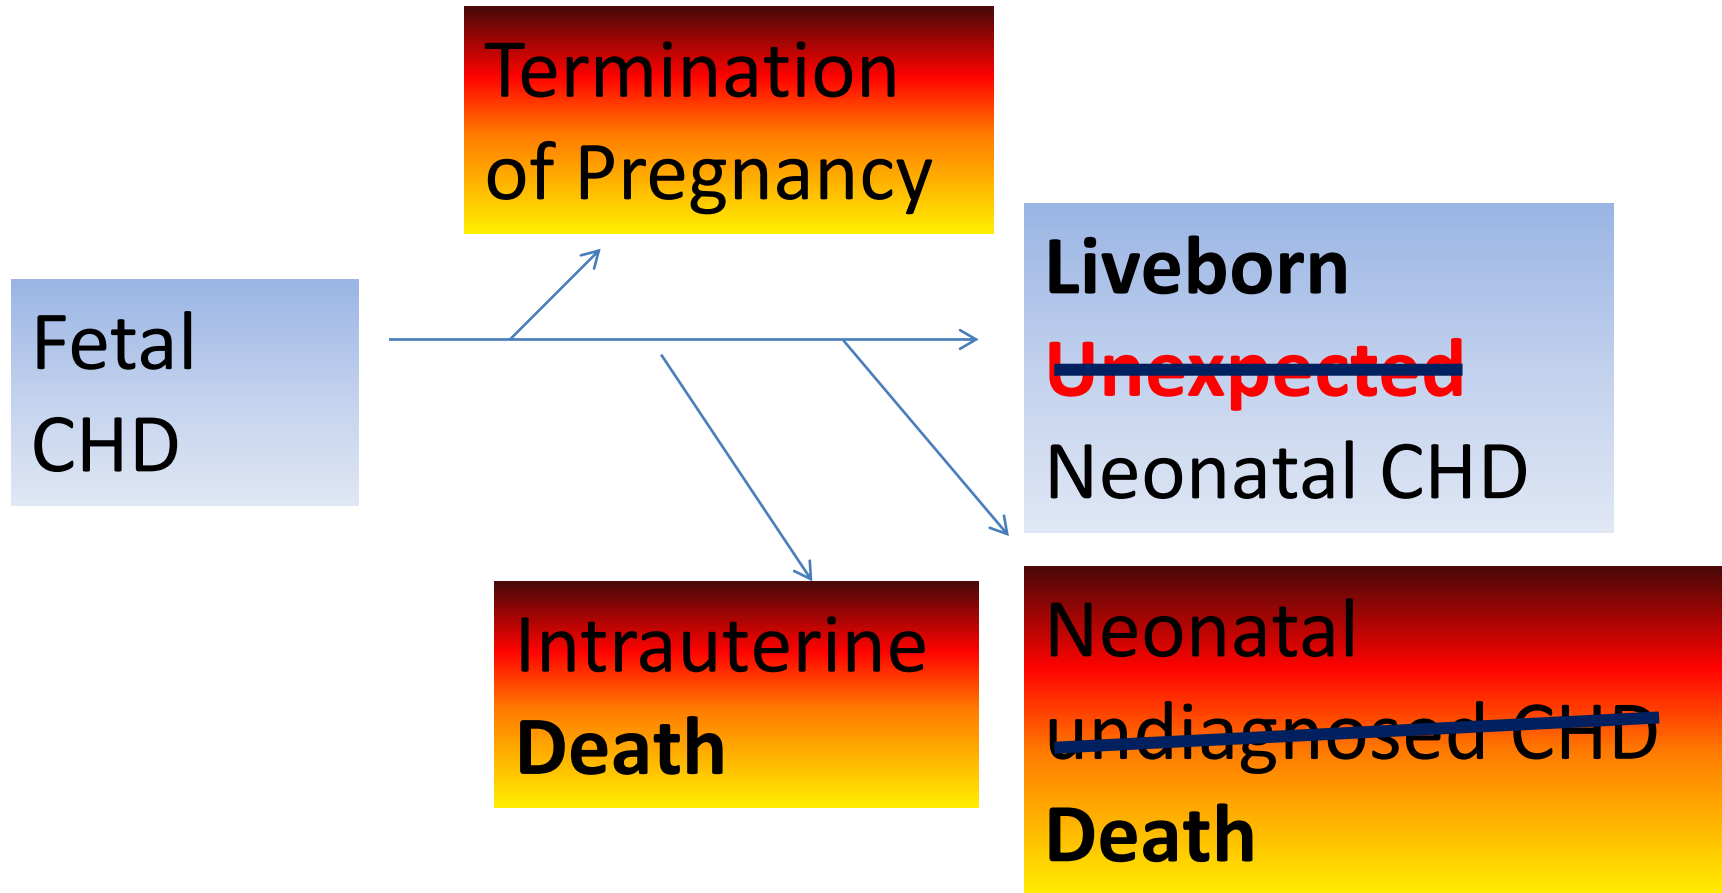 Termination
of Pregnancy
Fetal
CHD
Liveborn
Unexpected
Neonatal CHD
Intrauterine
Death
Neonatal
undiagnosed CHD
Death